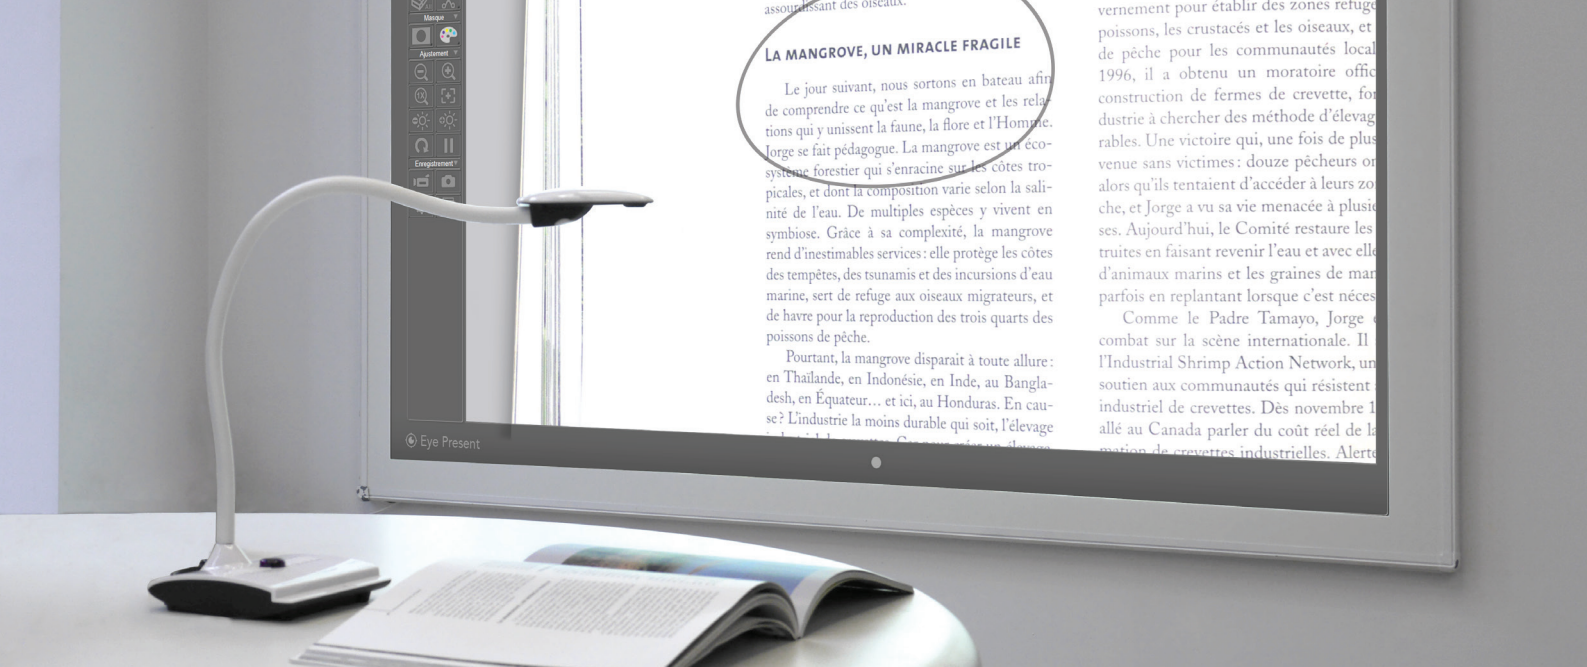 Masque
Ajustement
1X
Enregistrement
Eye Present
assourdissant des oiseaux.
LA MANGROVE, UN MIRACLE FRAGILE
Le jour suivant, nous sortons en bateau afin
de comprendre ce qu'est la mangrove et les rela-
tions qui y unissent la faune, la flore et l'Homme.
Jorge se fait pédagogue. La mangrove est un éco-
système forestier qui s'enracine sur les côtes tro-
picales, et dont la composition varie selon la sali-
nité de l'eau. De multiples espèces y vivent en
symbiose. Grâce à sa complexité, la mangrove
rend d'inestimables services : elle protège les côtes
des tempêtes, des tsunamis et des incursions d'eau
marine, sert de refuge aux oiseaux migrateurs, et
de havre pour la reproduction des trois quarts des
poissons de pêche.
Pourtant, la mangrove disparaît à toute allure :
en Thaïlande, en Indonésie, en Inde, au Bangla-
desh, en Équateur... et ici, au Honduras. En cau-
se ? L'industrie la moins durable qui soit, l'élevage
vernement pour établir des zones refuge
poissons, les crustacés et les oiseaux, et
de pêche pour les communautés local
1996, il a obtenu un moratoire offic
construction de fermes de crevette, for
dustrie à chercher des méthode d'élevag
rables. Une victoire qui, une fois de plus
venue sans victimes : douze pêcheurs on
alors qu'ils tentaient d'accéder à leurs zo
che, et Jorge a vu sa vie menacée à plusie
ses. Aujourd'hui, le Comité restaure les
truites en faisant revenir l'eau et avec elle
d'animaux marins et les graines de man
parfois en replantant lorsque c'est néces
Comme le Padre Tamayo, Jorge
combat sur la scène internationale. Il
l'Industrial Shrimp Action Network, un
soutien aux communautés qui résistent
industriel de crevettes. Dès novembre 1
allé au Canada parler du coût réel de la
mation de crevettes industrielles. Alerte